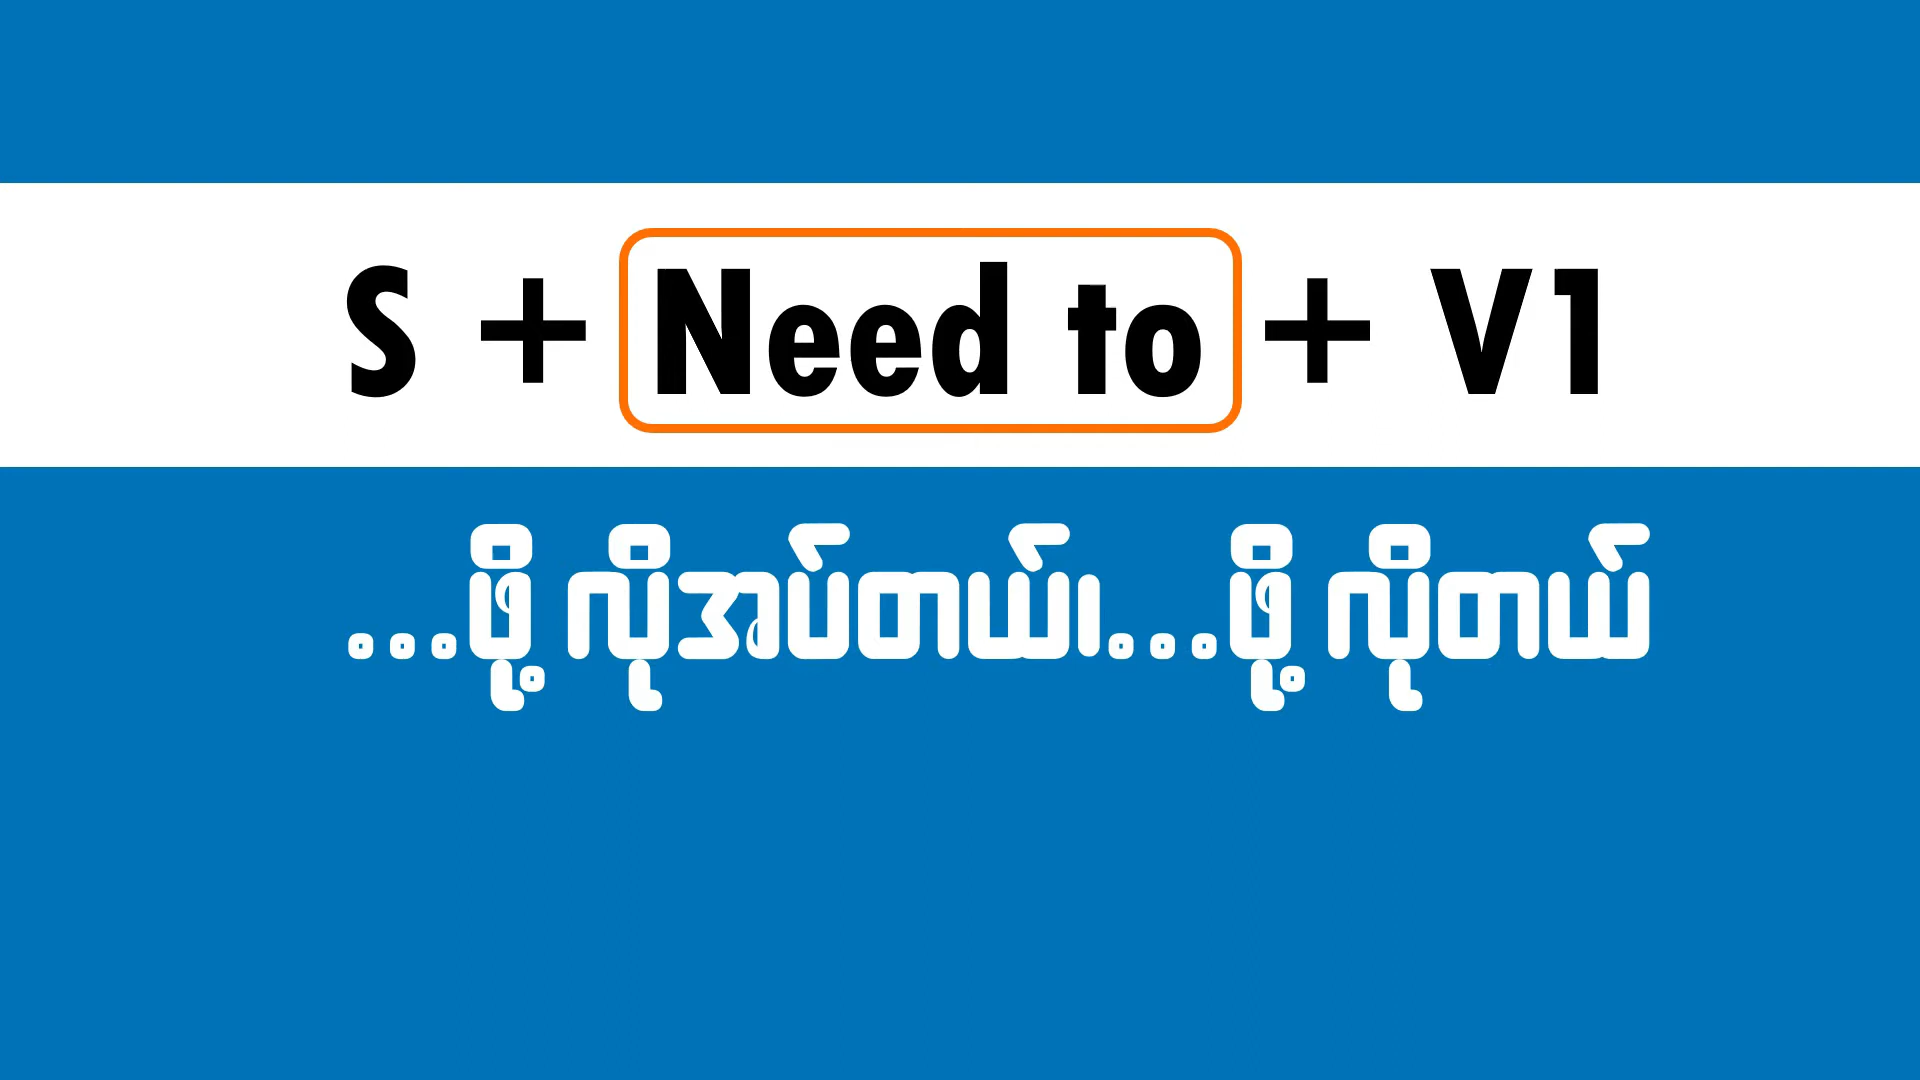 S + Need to + V1
...ဖို့ လိုအပ်တယ်၊...ဖို့ လိုတယ်